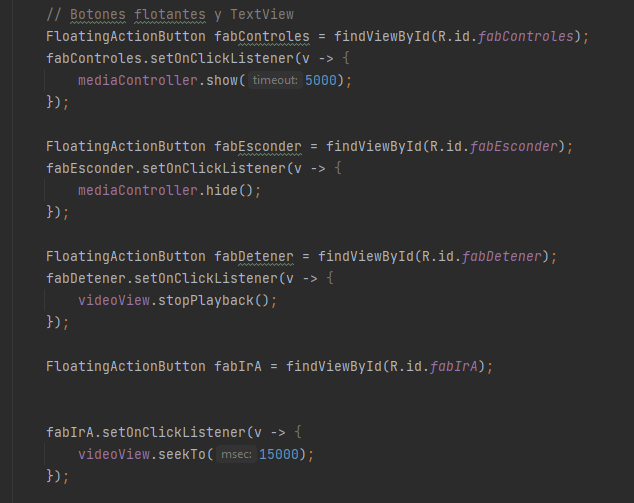 // Botones flotantes y TextView
FloatingActionButton fabControles = findViewById(R.id.fabControles);
fabControles.setOnClickListener(v -> {
mediaController.show( timeout: 5000);
});
FloatingActionButton fabEsconder = findViewById(R.id.fabEsconder);
fabEsconder.setOnClickListener(v -> {
mediaController.hide();
});
FloatingActionButton fabDetener = findViewById(R.id.fabDetener);
fabDetener.setOnClickListener(v -> {
videoView.stopPlayback();
});
FloatingActionButton fabIrA = findViewById(R.id.fabIrA);
fabIrA.setOnClickListener(v -> {
videoView.seekTo( msec: 15000);
});